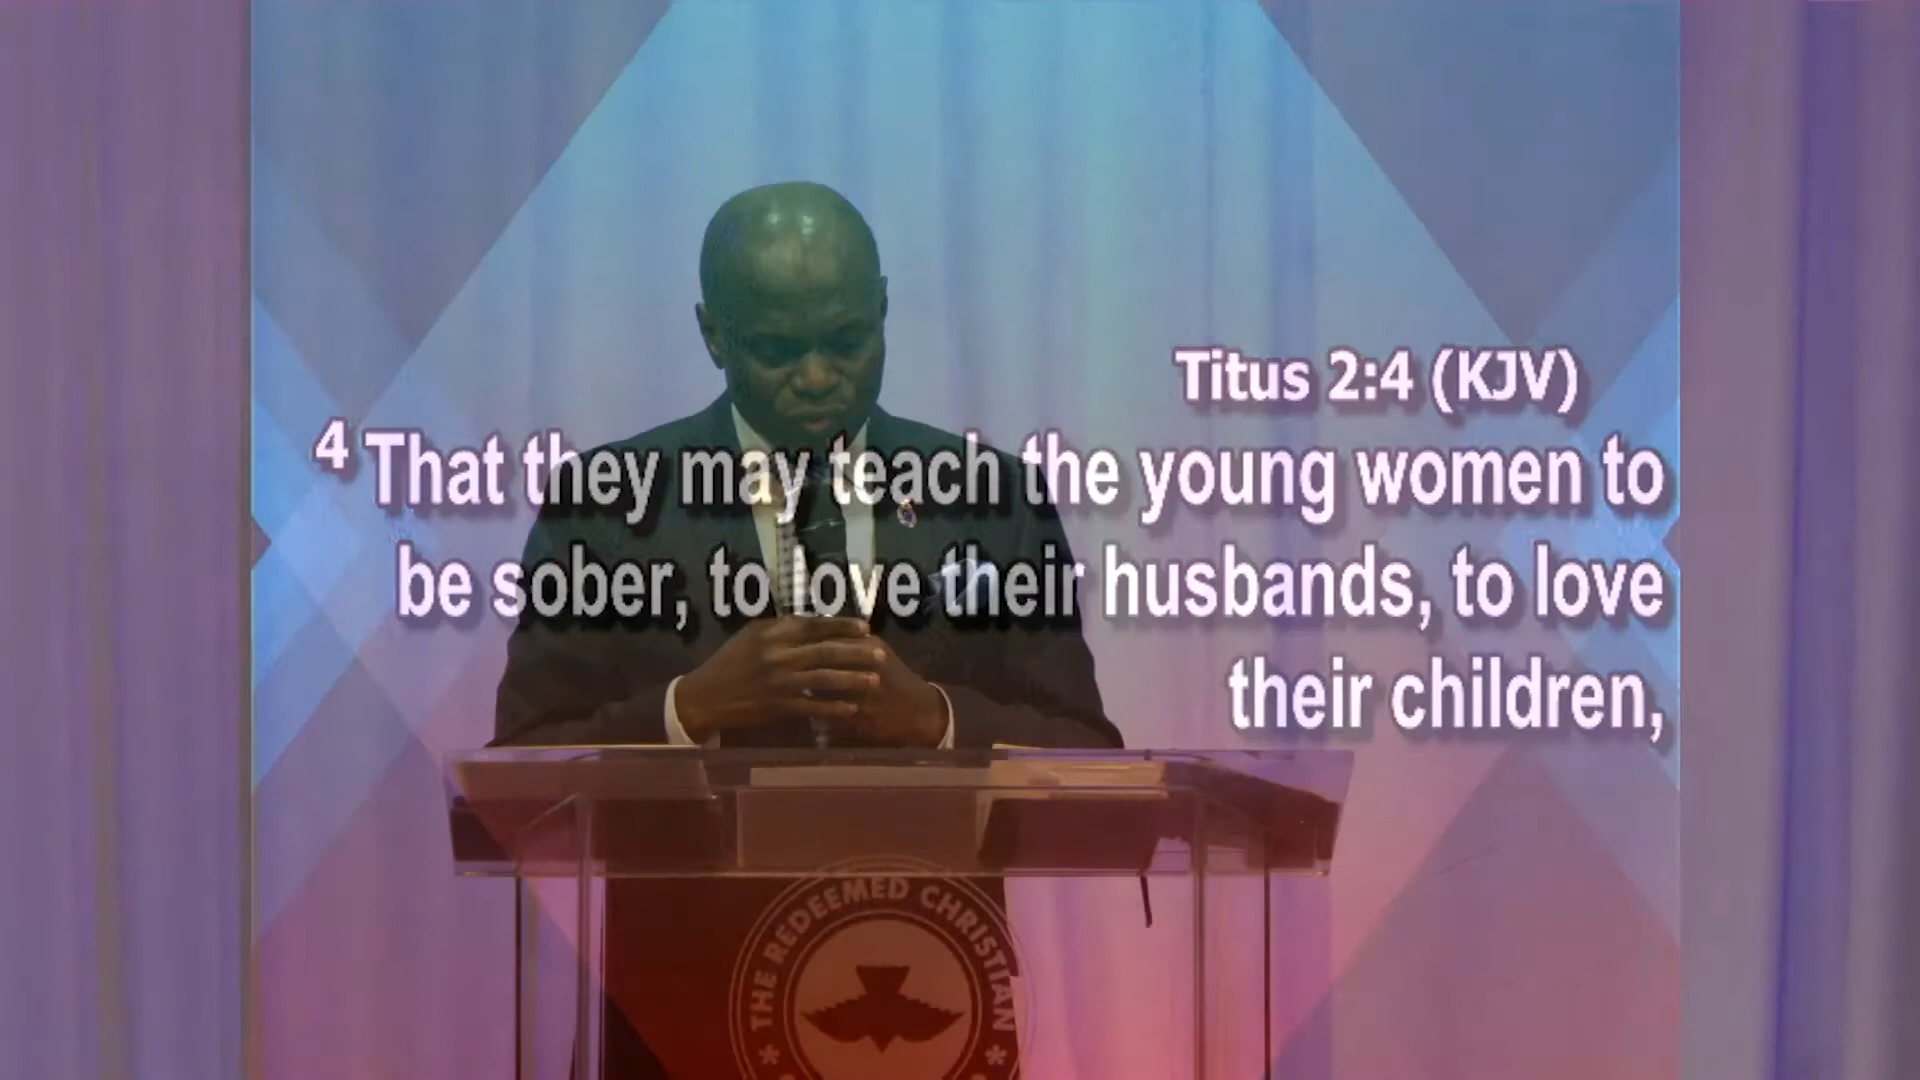 Titus 2:4 (KJV)
4 That they may teach the young women to
be sober, to love their husbands, to love
their children,
THE REDEEMED CHRISTIAN